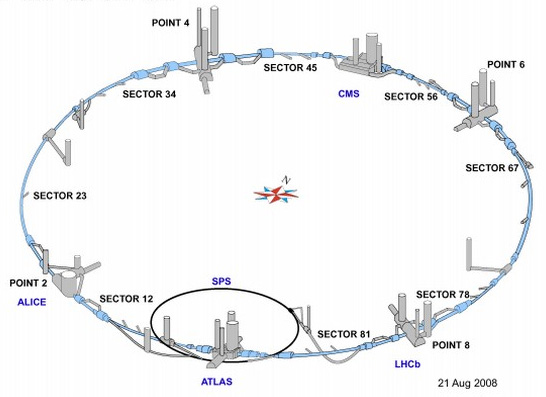 POINT 4
SECTOR 45
POINT 6
SECTOR 34
CMS
SECTOR 56
SECTOR 67
N
SECTOR 23
POINT 2
ALICE
SECTOR 12
SPS
SECTOR 78
SECTOR 81
POINT 8
LHCb
ATLAS
21 Aug 2008